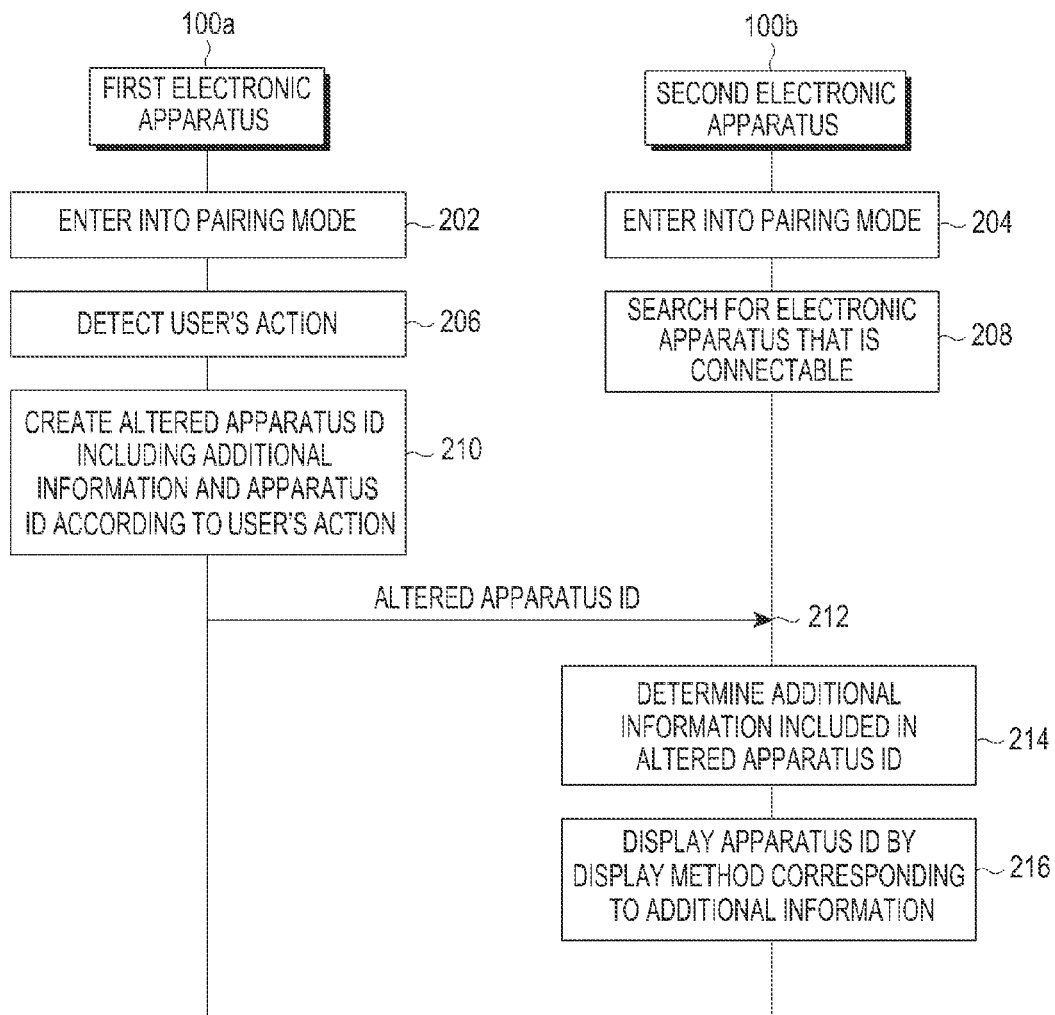 100a
100b
FIRST ELECTRONIC
APPARATUS
SECOND ELECTRONIC
APPARATUS
ENTER INTO PAIRING MODE
202
ENTER INTO PAIRING MODE
204
DETECT USER'S ACTION
206
SEARCH FOR ELECTRONIC
APPARATUS THAT IS
CONNECTABLE
208
CREATE ALTERED APPARATUS ID
INCLUDING ADDITIONAL
INFORMATION AND APPARATUS
ID ACCORDING TO USER'S ACTION
210
ALTERED APPARATUS ID
212
DETERMINE ADDITIONAL
INFORMATION INCLUDED IN
ALTERED APPARATUS ID
214
DISPLAY APPARATUS ID BY
DISPLAY METHOD CORRESPONDING
TO ADDITIONAL INFORMATION
216